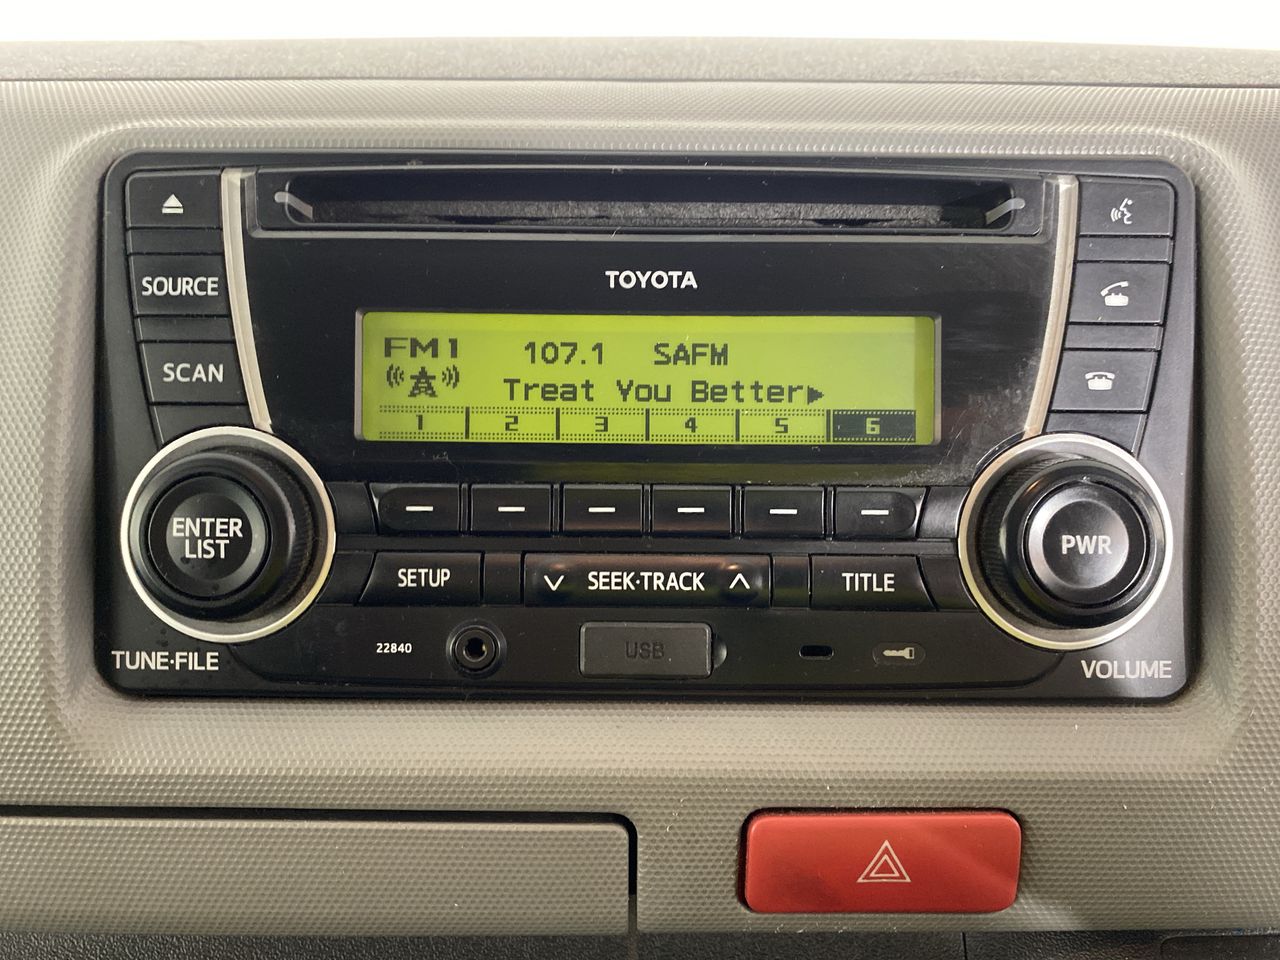 TOYOTA
SOURCE
SCAN
FM1 107.1 SAFM
Treat You Better▶
1 2 3 4 5 6
ENTER
LIST
PWR
SETUP
SEEK·TRACK
TITLE
22840
USB
TUNE·FILE
VOLUME